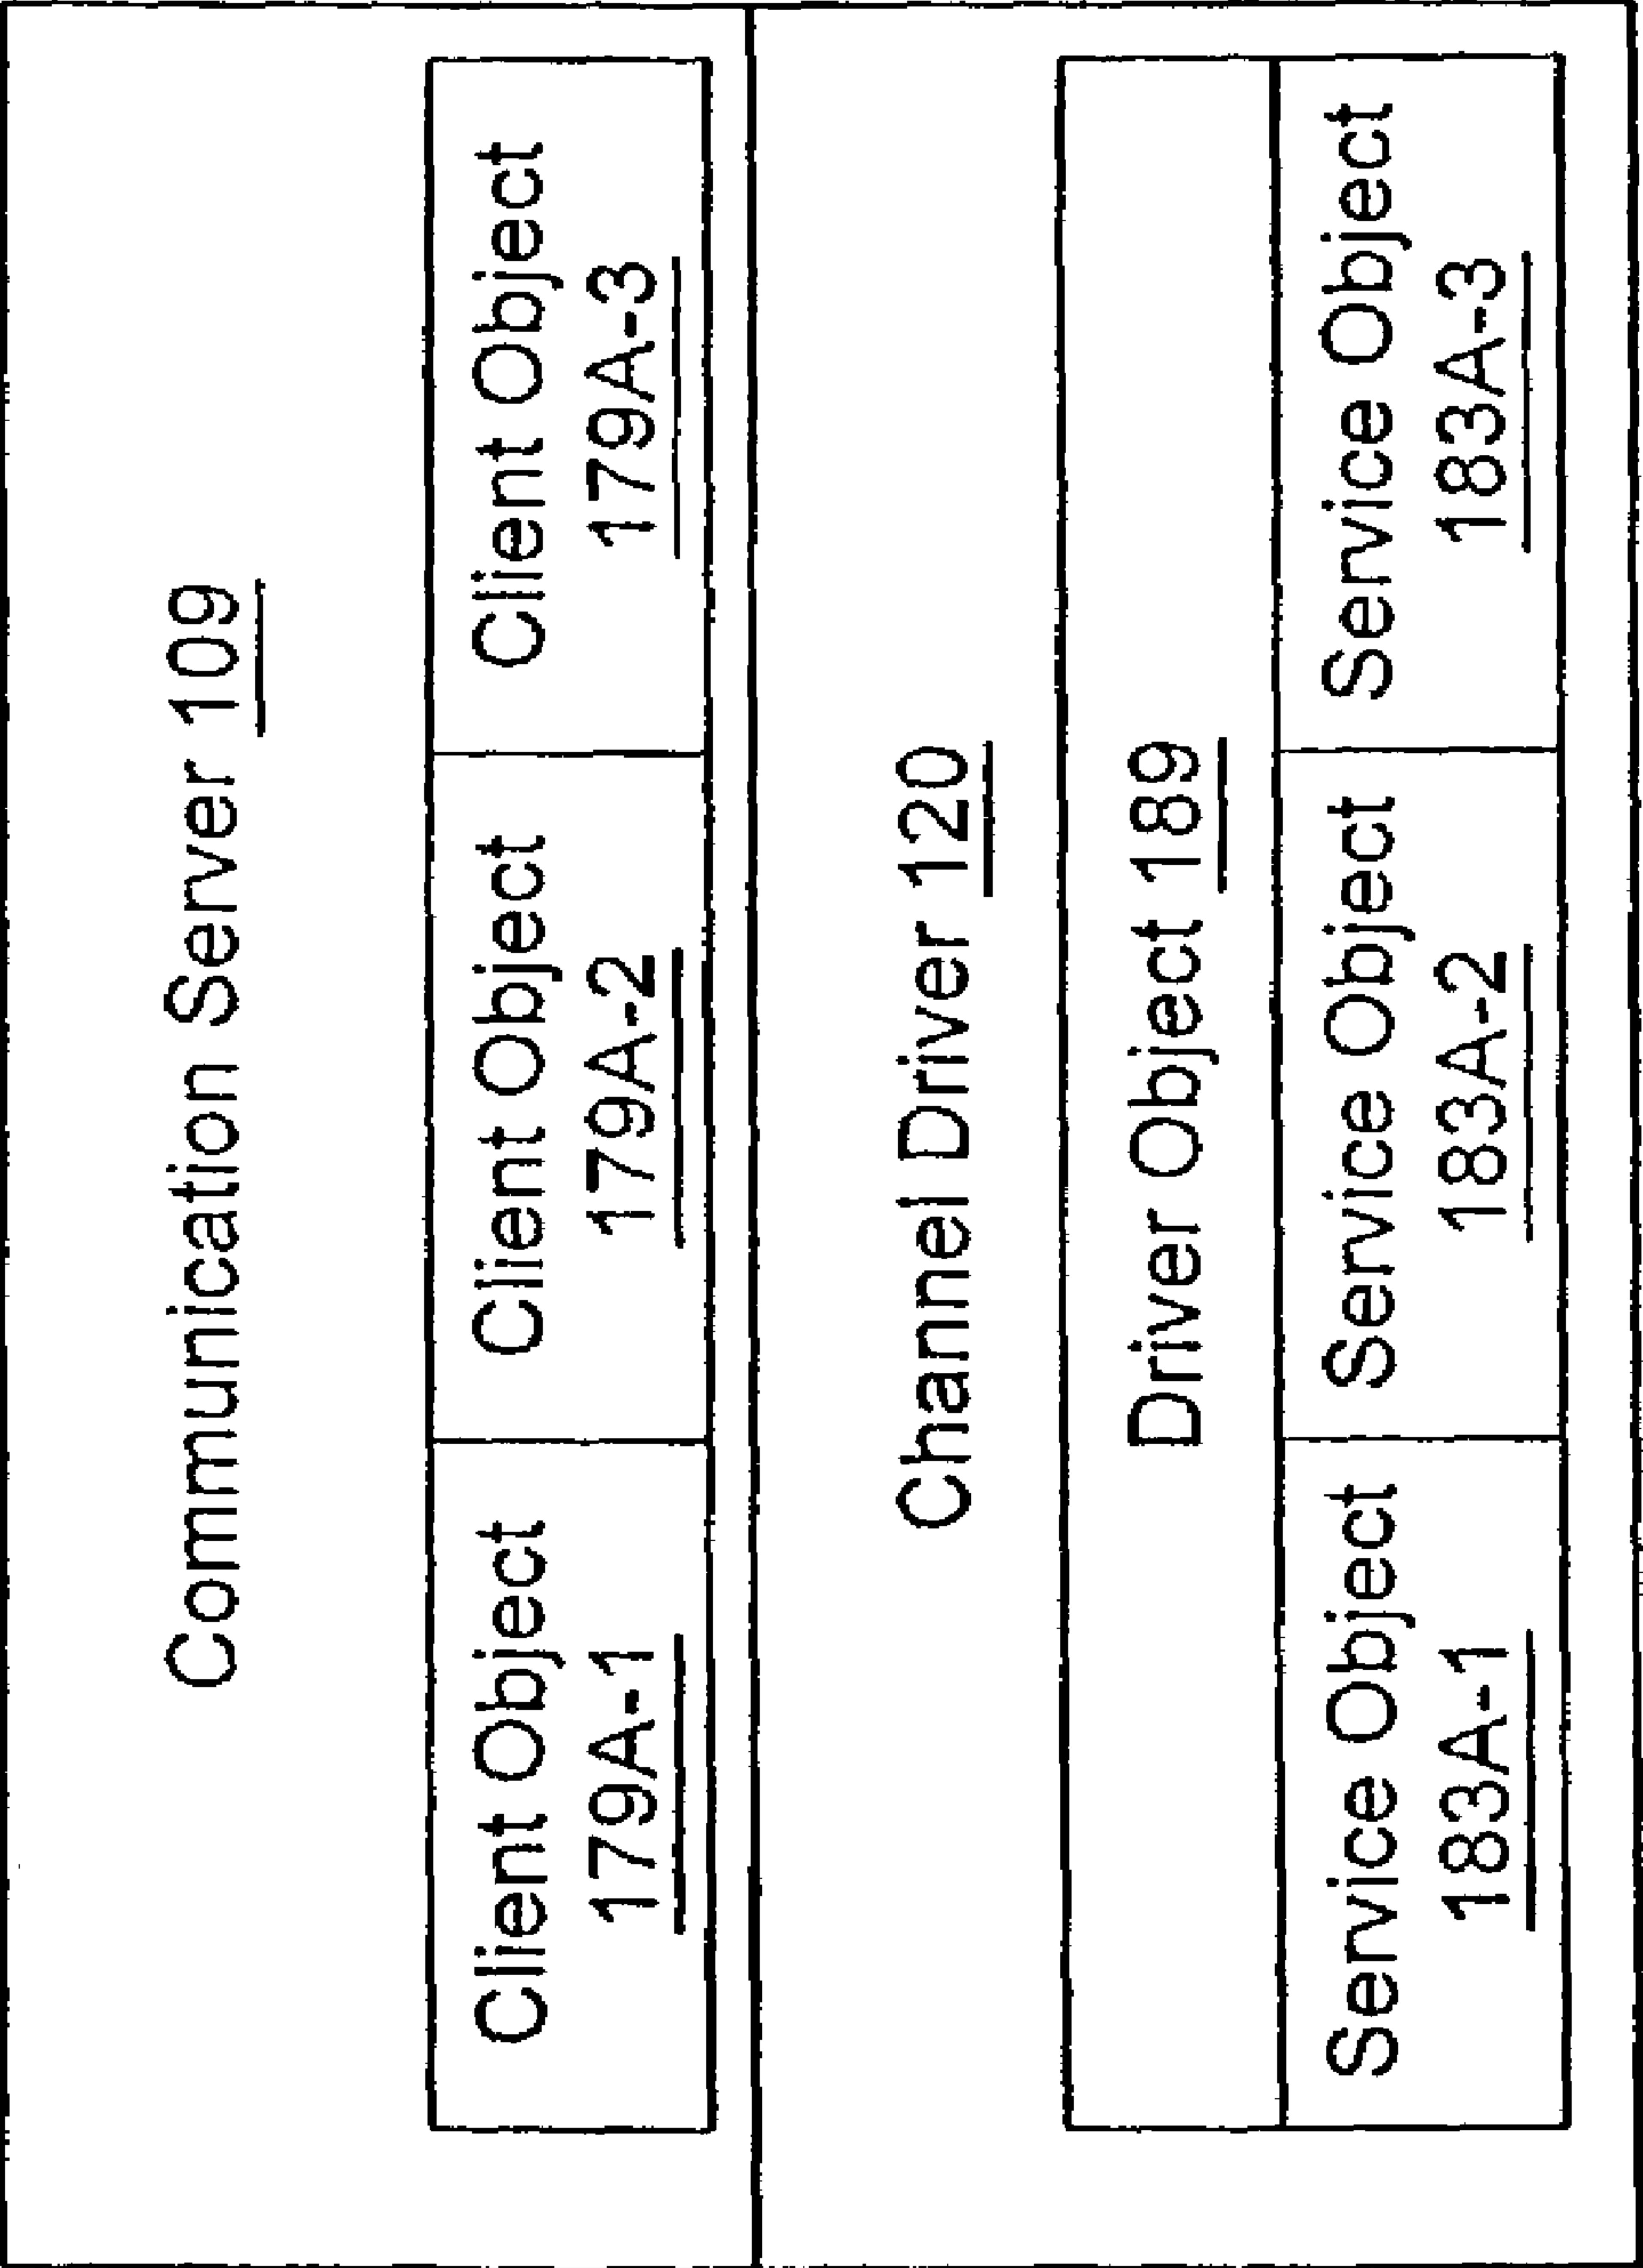 Communication Server 109
Client Object
179A-1
Client Object
179A-2
Client Object
179A-3
Channel Driver 120
Driver Object 189
Service Object
183A-1
Service Object
183A-2
Service Object
183A-3